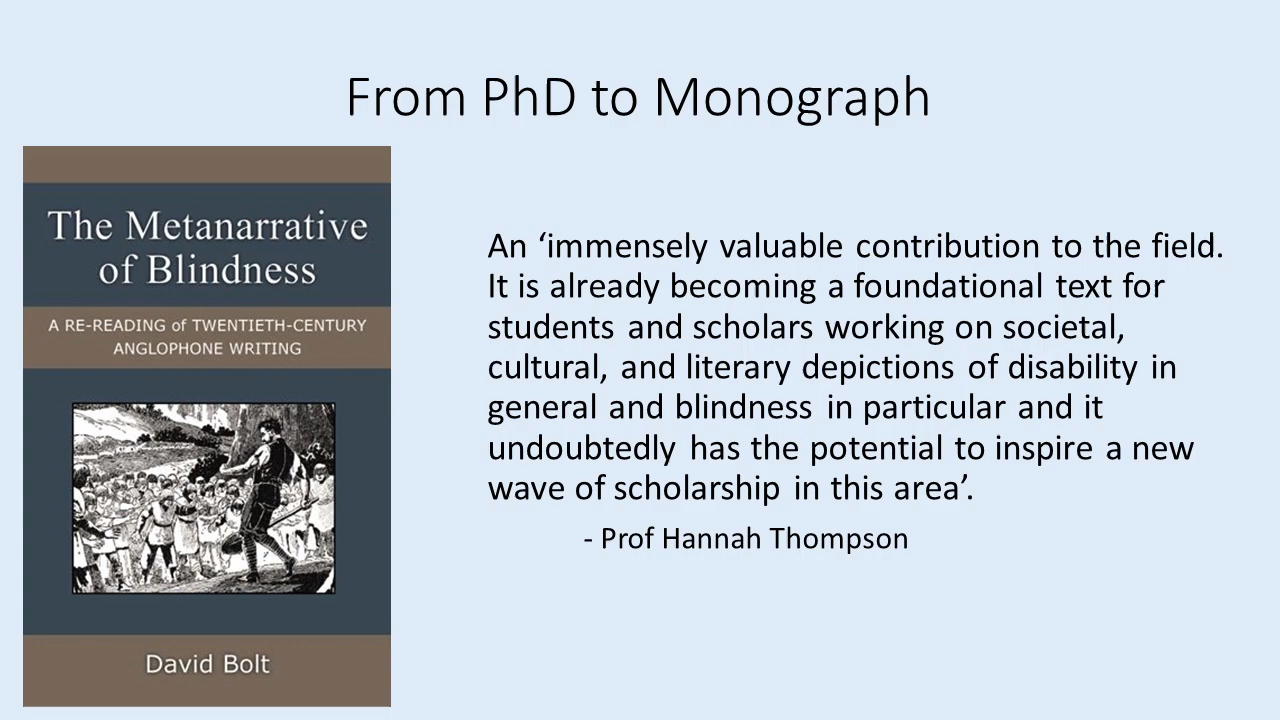 From PhD to Monograph
The Metanarrative
of Blindness
A RE-READING of TWENTIETH-CENTURY
ANGLOPHONE WRITING
David Bolt
An ‘immensely valuable contribution to the field.
It is already becoming a foundational text for
students and scholars working on societal,
cultural, and literary depictions of disability in
general and blindness in particular and it
undoubtedly has the potential to inspire a new
wave of scholarship in this area’.
- Prof Hannah Thompson